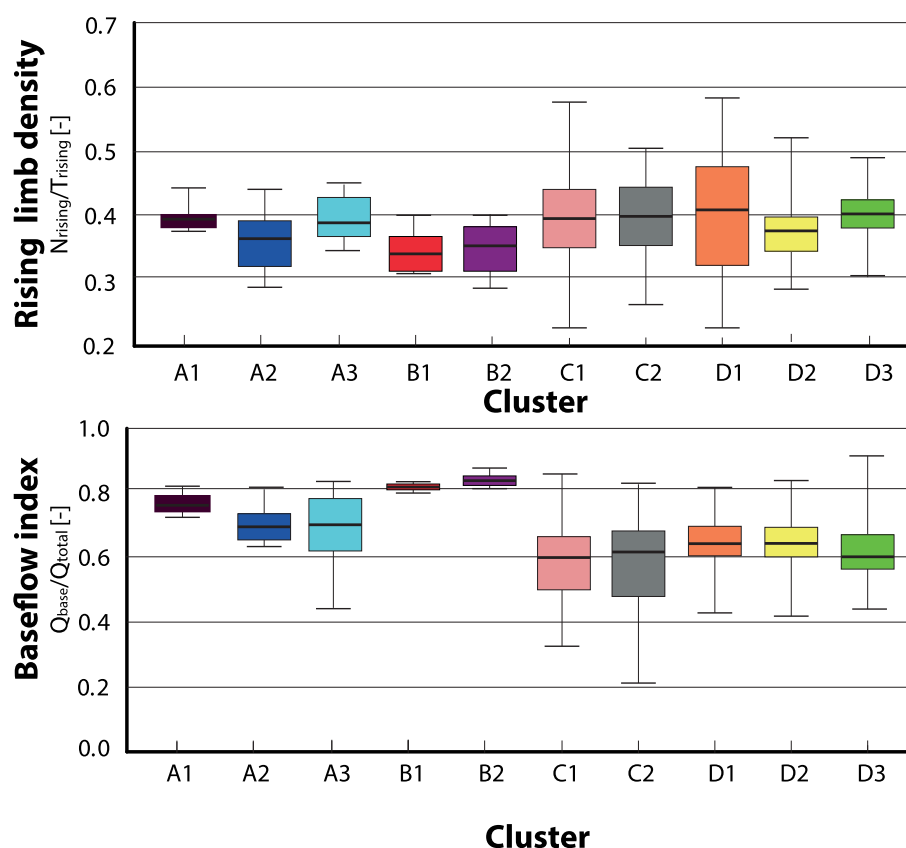 Rising limb density
Nrising/Trising [-]
0.7
0.6
0.5
0.4
0.3
0.2
A1 A2 A3 B1 B2 C1 C2 D1 D2 D3
Cluster
Baseflow index
Qbase/Qtotal [-]
1.0
0.8
0.6
0.4
0.2
0.0
A1 A2 A3 B1 B2 C1 C2 D1 D2 D3
Cluster